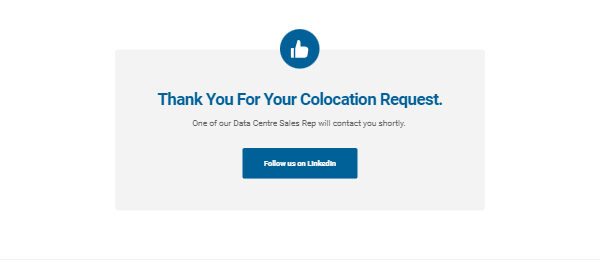 Thank You For Your Colocation Request.
One of our Data Centre Sales Rep will contact you shortly.
Follow us on LinkedIn